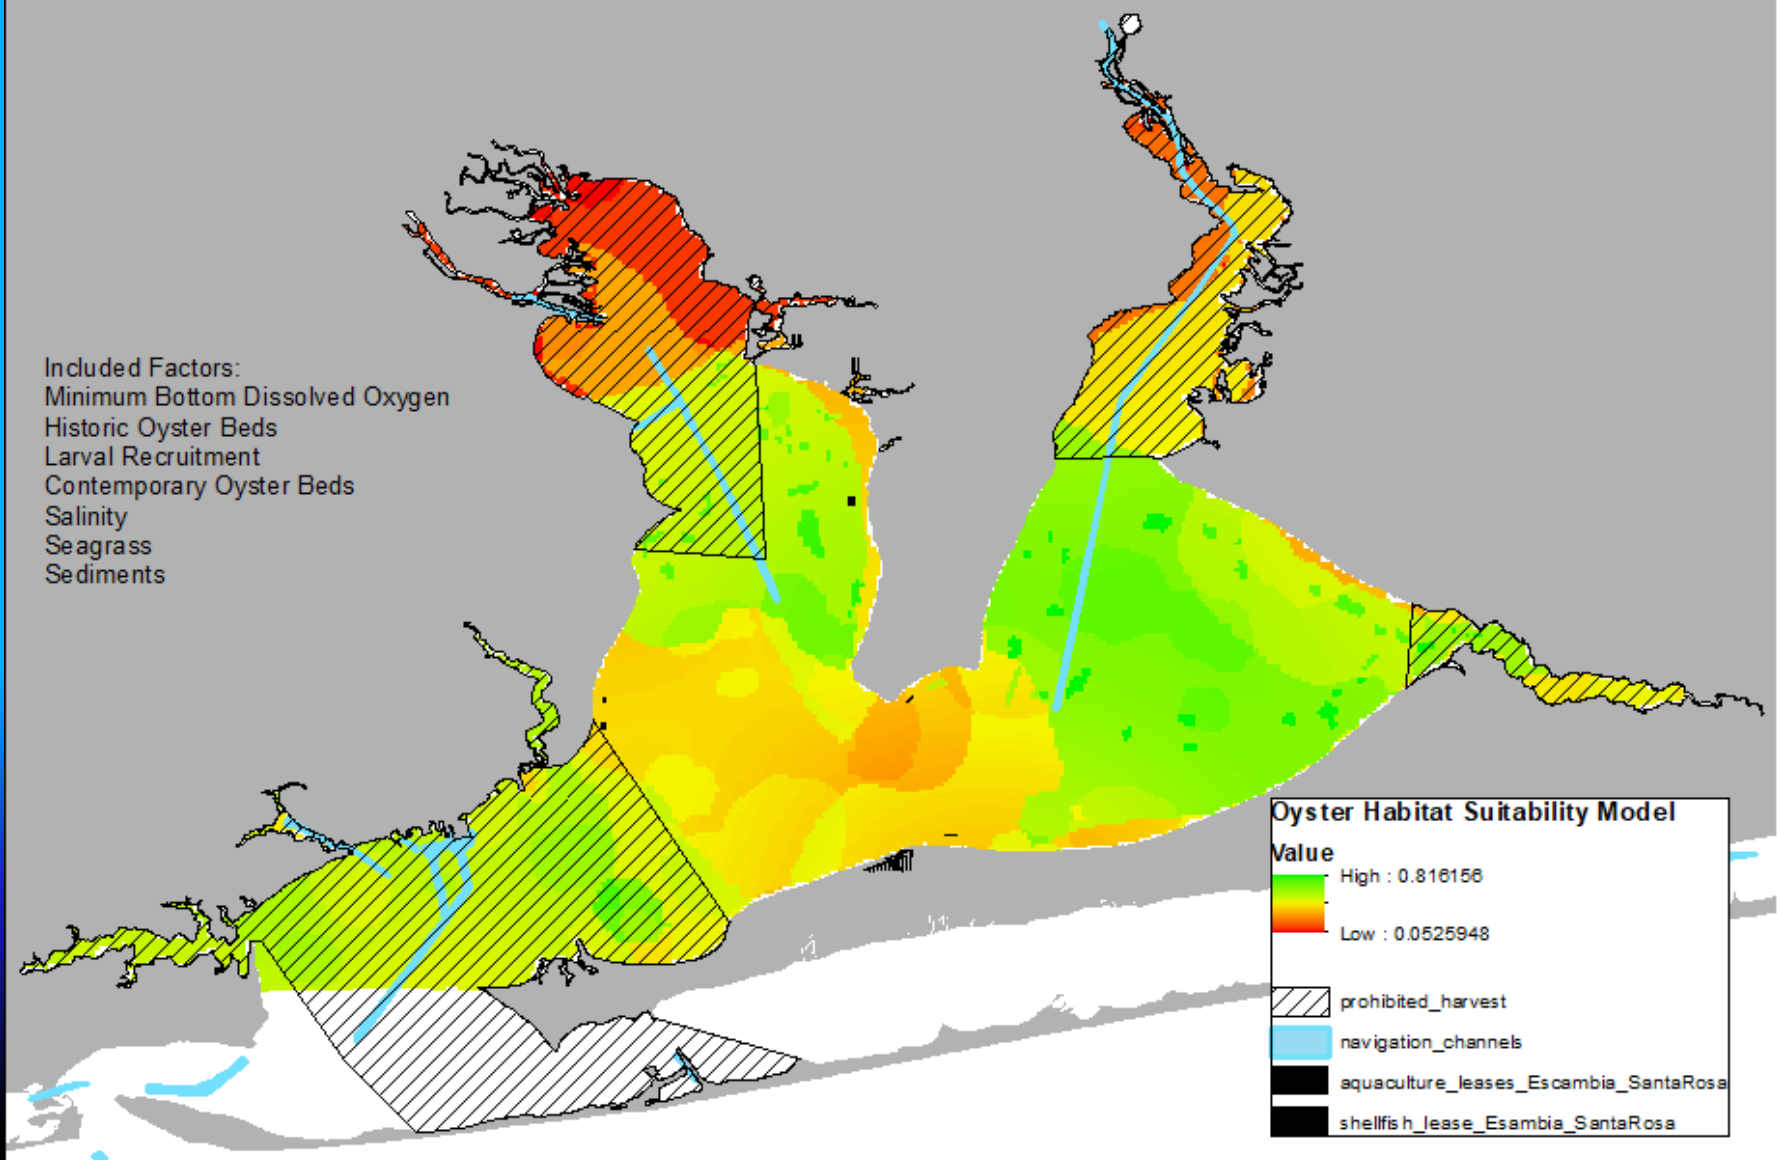 Included Factors:
Minimum Bottom Dissolved Oxygen
Historic Oyster Beds
Larval Recruitment
Contemporary Oyster Beds
Salinity
Seagrass
Sediments
Oyster Habitat Suitability Model
Value
High : 0.816156
Low : 0.0525948
prohibited_harvest
navigation_channels
aquaculture_leases_Escambia_SantaRosa
shellfish_lease_Esambia_SantaRosa